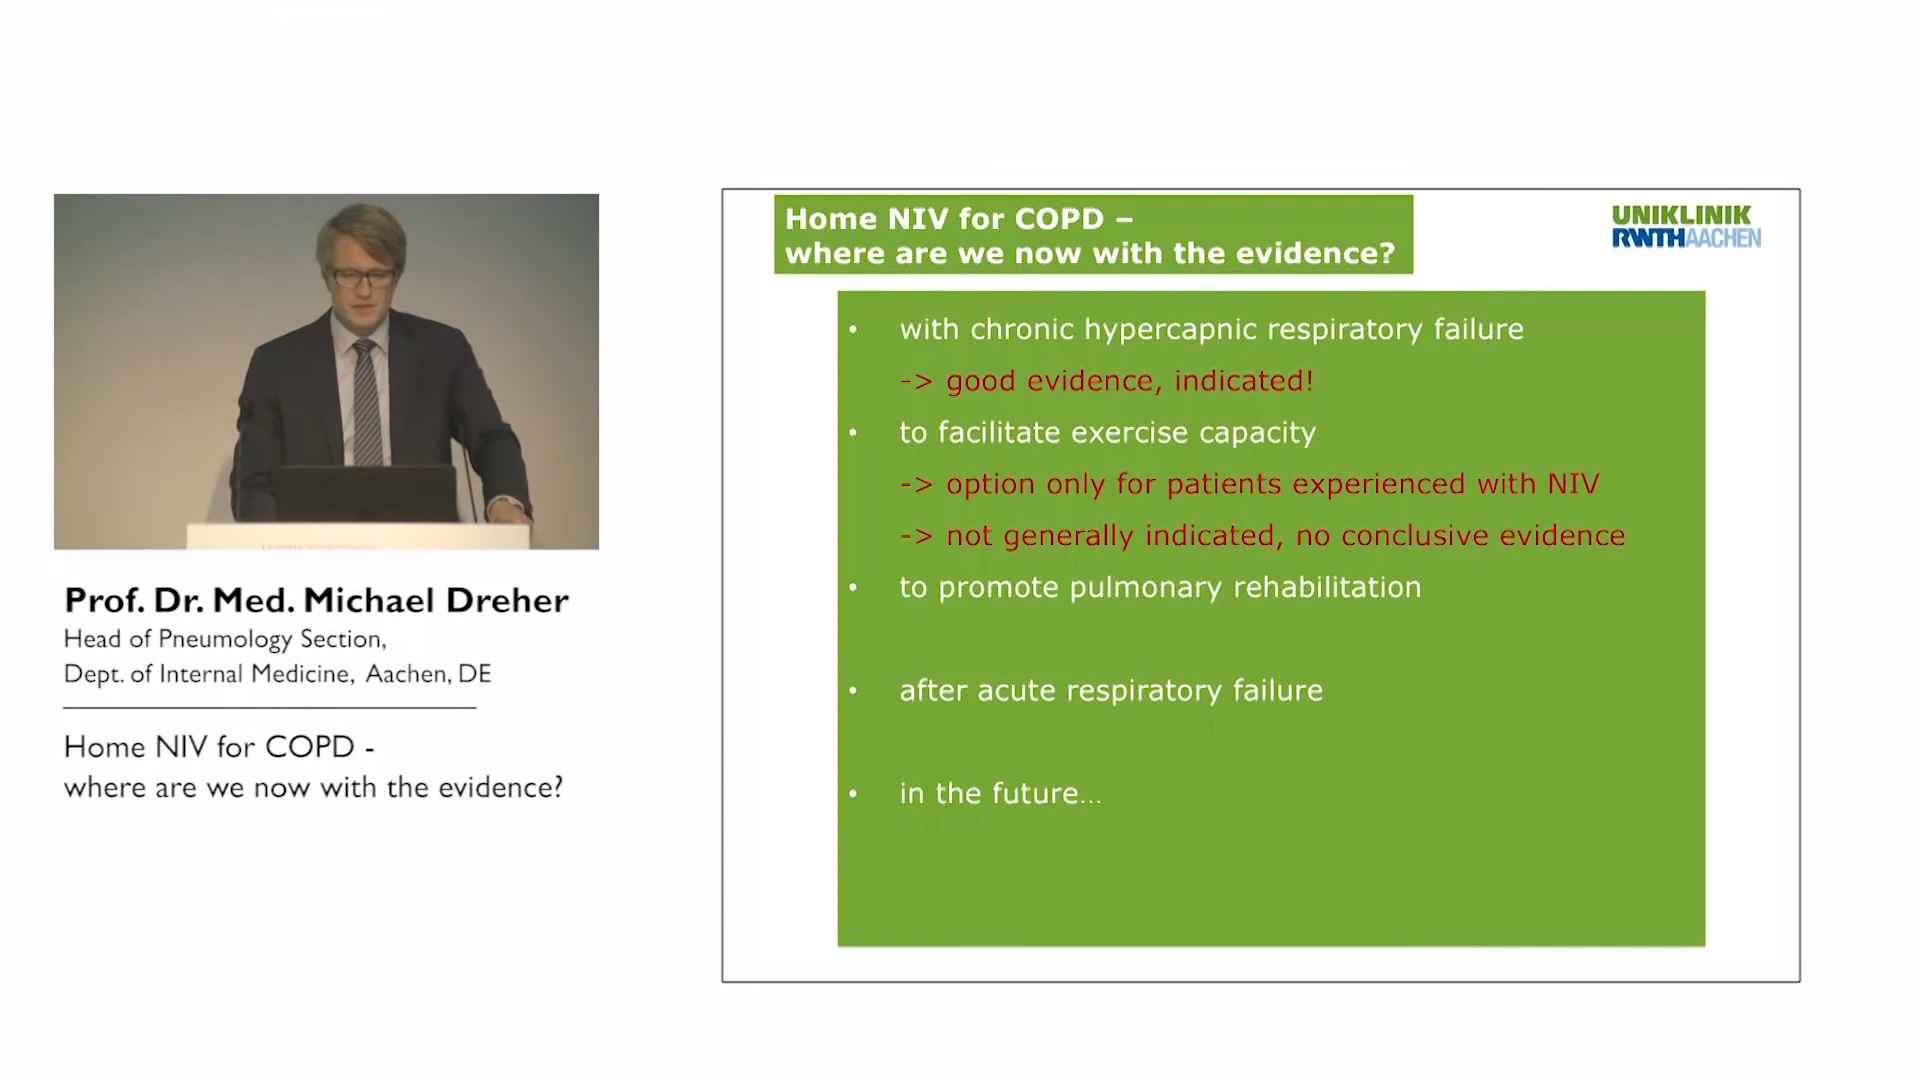 Prof. Dr. Med. Michael Dreher
Head of Pneumology Section,
Dept. of Internal Medicine, Aachen, DE
Home NIV for COPD -
where are we now with the evidence?
Home NIV for COPD –
where are we now with the evidence?
UNIKLINIK
RWTHAACHEN
• with chronic hypercapnic respiratory failure
-> good evidence, indicated!
• to facilitate exercise capacity
-> option only for patients experienced with NIV
-> not generally indicated, no conclusive evidence
• to promote pulmonary rehabilitation
• after acute respiratory failure
• in the future...